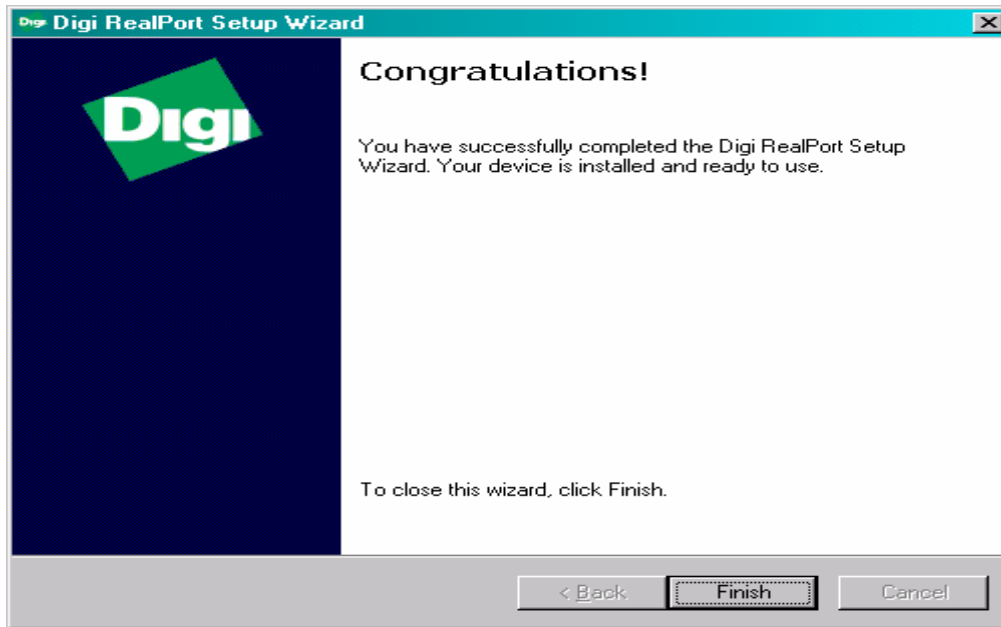 Digi Digi RealPort Setup Wizard
Digi
Congratulations!
You have successfully completed the Digi RealPort Setup
Wizard. Your device is installed and ready to use.
To close this wizard, click Finish.
< Back
Finish
Cancel